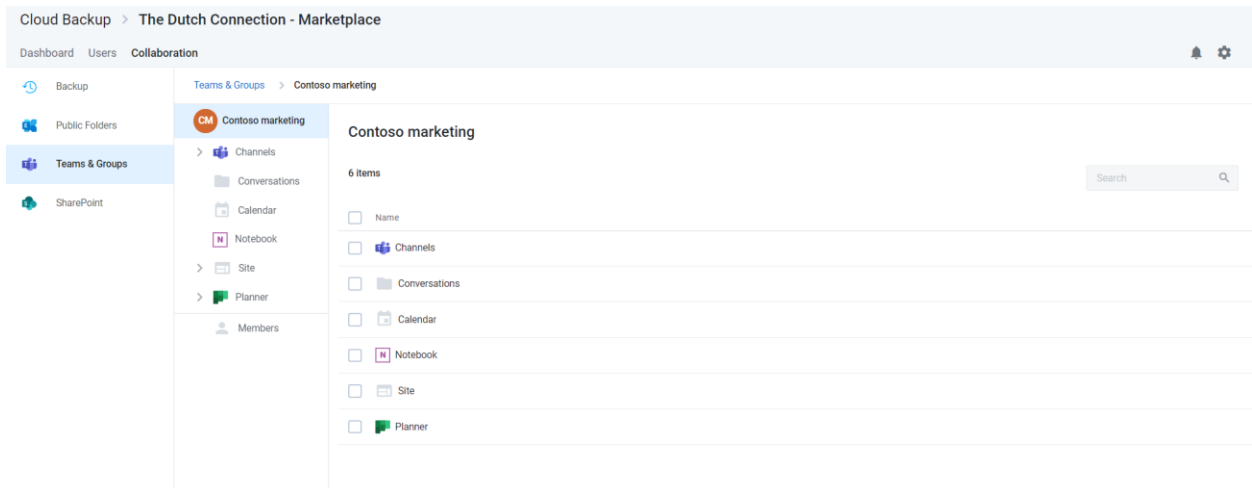 Cloud Backup > The Dutch Connection - Marketplace
Dashboard Users Collaboration
Backup
Public Folders
Teams & Groups
SharePoint
Teams & Groups > Contoso marketing
CM Contoso marketing
Channels
Conversations
Calendar
N Notebook
Site
Planner
Members
Contoso marketing
6 items
Search
Name
Channels
Conversations
Calendar
N Notebook
Site
Planner